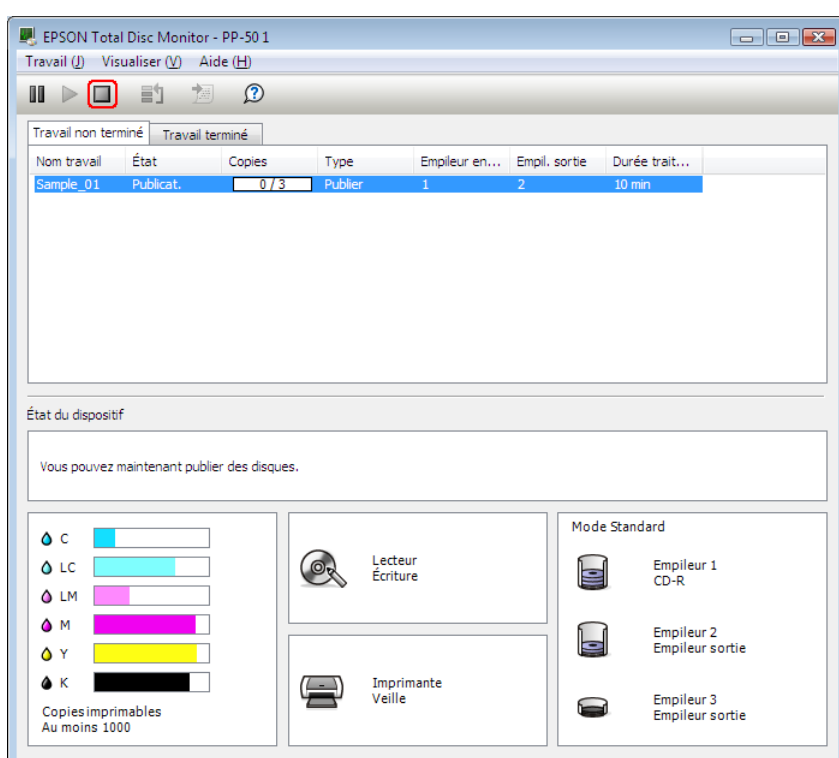 EPSON Total Disc Monitor - PP-50 1
Travail (J) Visualiser (V) Aide (H)
Travail non terminé Travail terminé
Nom travail État Copies Type Empileur en... Empil. sortie Durée trait...
Sample_01 Publicat. 0 / 3 Publier 1 2 10 min
État du dispositif
Vous pouvez maintenant publier des disques.
C
LC
LM
M
Y
K
Copies imprimables
Au moins 1000
Lecteur
Écriture
Imprimante
Veille
Mode Standard
Empileur 1
CD-R
Empileur 2
Empileur sortie
Empileur 3
Empileur sortie